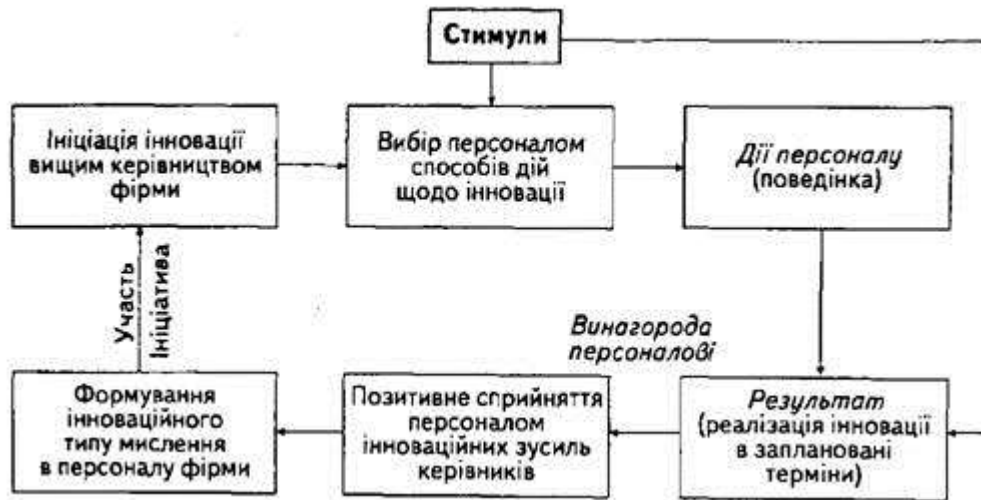 Стимули
Ініціація інновації
вищим керівництвом
фірми
Вибір персоналом
способів дій
щодо інновації
Дії персоналу
(поведінка)
Участь
Ініціатива
Винагорода
персоналові
Формування
інноваційного
типу мислення
в персоналу фірми
Позитивне сприйняття
персоналом
інноваційних зусиль
керівників
Результат
(реалізація інновації
в заплановані
терміни)